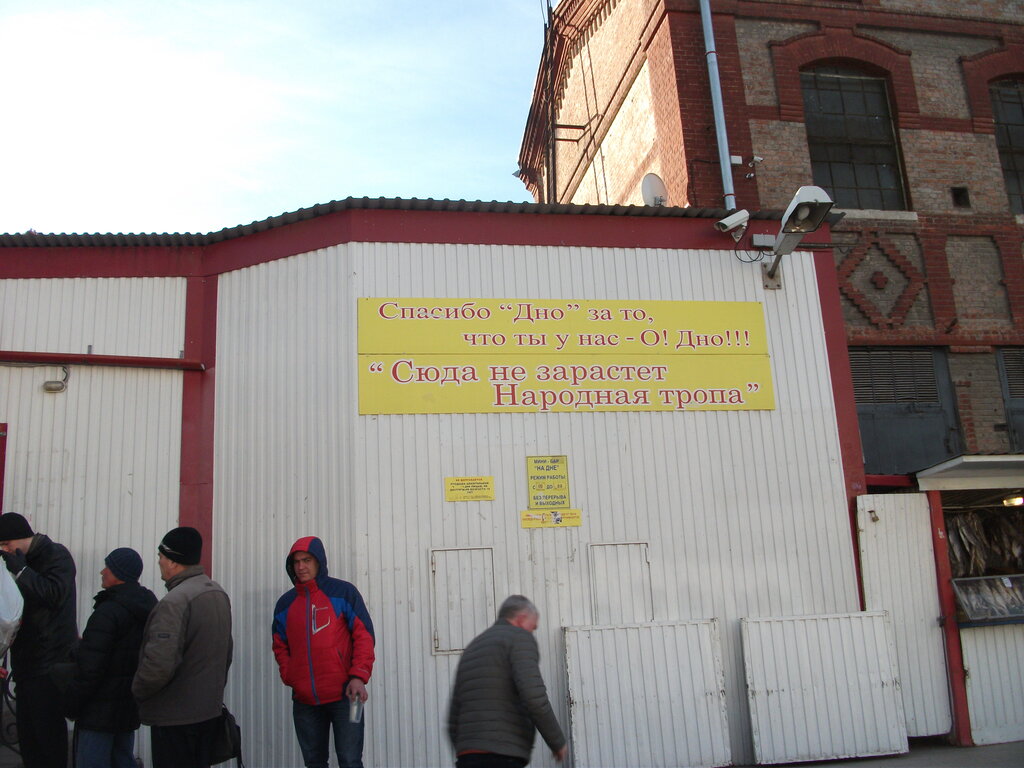 Спасибо “Дно” за то,
что ты у нас - О! Дно!!!
“ Сюда не зарастет
Народная тропа”
МИНИ - БАР
"НА ДНЕ"
РЕЖИМ РАБОТЫ:
С ДО
БЕЗ ПЕРЕРЫВА
И ВЫХОДНЫХ